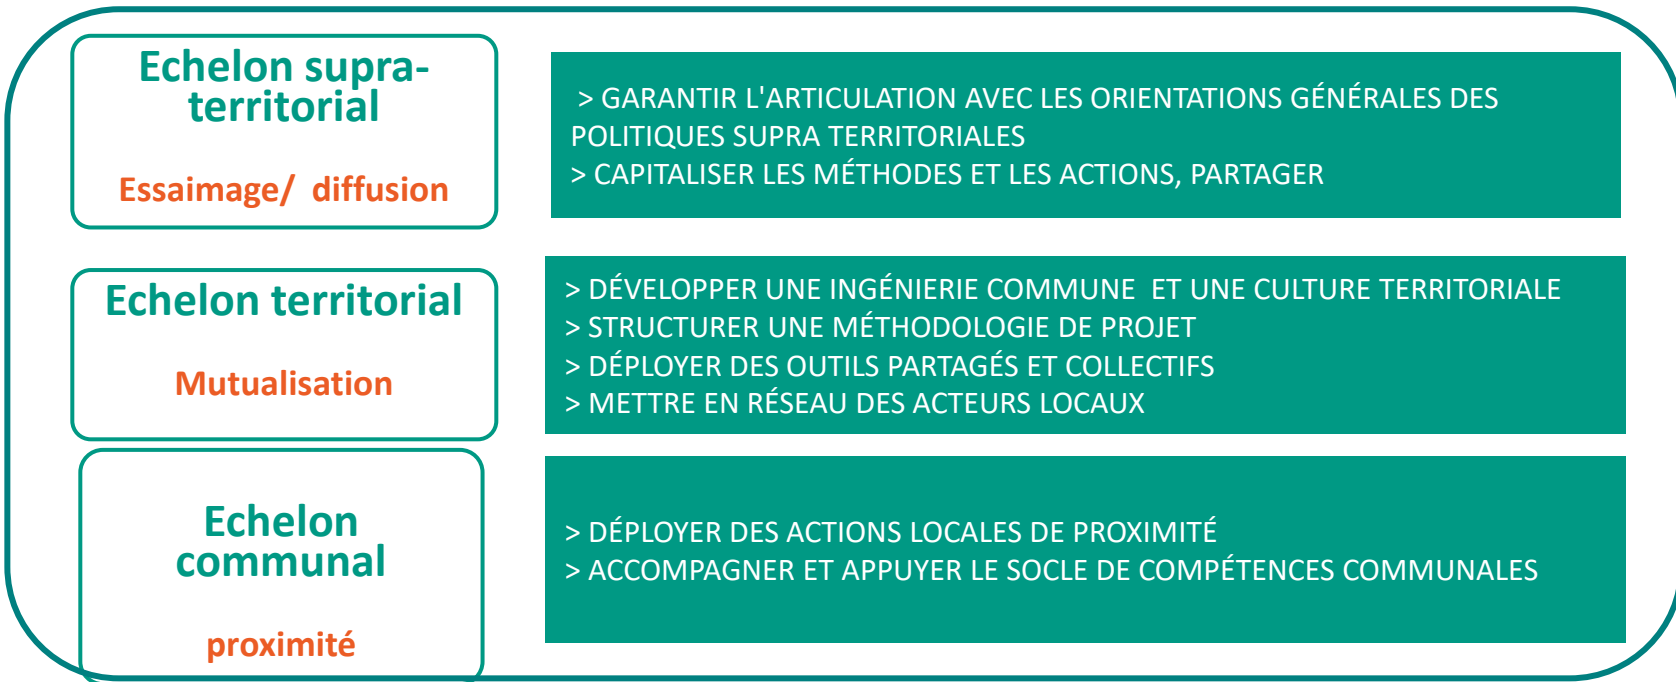 Echelon supra-
territorial
Essaimage/ diffusion
> GARANTIR L'ARTICULATION AVEC LES ORIENTATIONS GÉNÉRALES DES
POLITIQUES SUPRA TERRITORIALES
> CAPITALISER LES MÉTHODES ET LES ACTIONS, PARTAGER
Echelon territorial
Mutualisation
> DÉVELOPPER UNE INGÉNIERIE COMMUNE ET UNE CULTURE TERRITORIALE
> STRUCTURER UNE MÉTHODOLOGIE DE PROJET
> DÉPLOYER DES OUTILS PARTAGÉS ET COLLECTIFS
> METTRE EN RÉSEAU DES ACTEURS LOCAUX
Echelon
communal
proximité
> DÉPLOYER DES ACTIONS LOCALES DE PROXIMITÉ
> ACCOMPAGNER ET APPUYER LE SOCLE DE COMPÉTENCES COMMUNALES